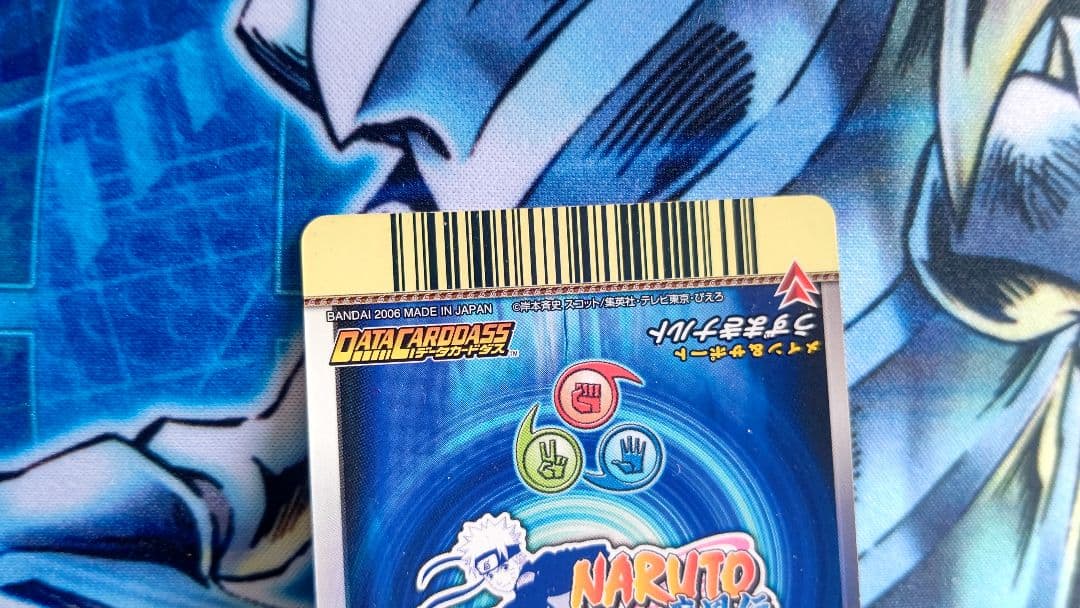 BANDAI 2006 MADE IN JAPAN
©岸本斉史 スコット/集英社・テレビ東京・ぴえろ
DATACARDDASS
データカードダス™
メイン&サポート
うずまきナルト
NARUTO